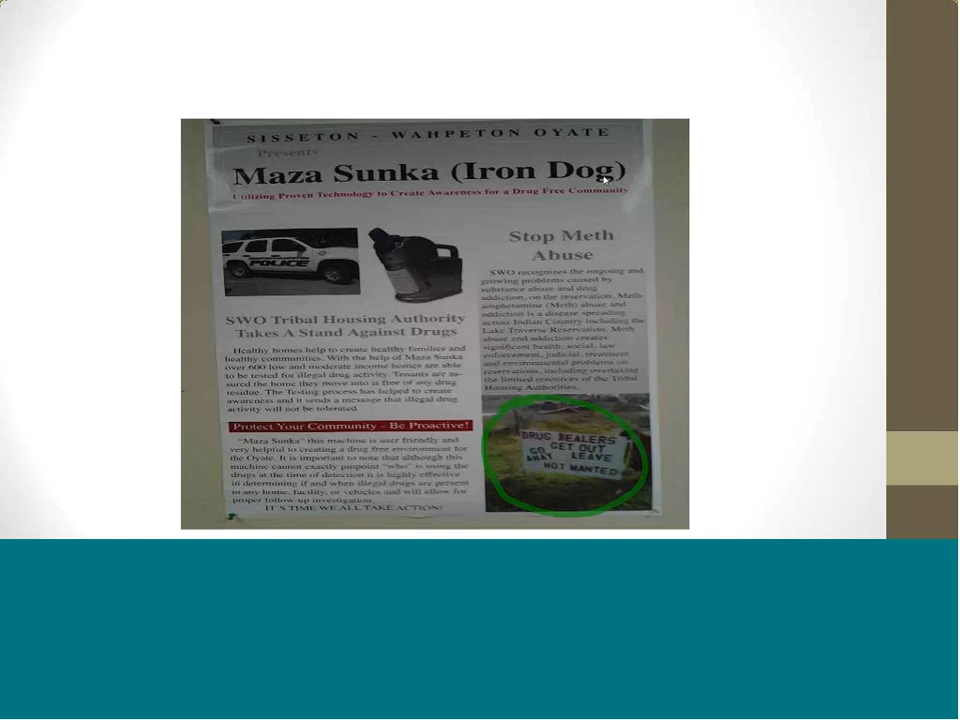 SISSETON - WAHPETON OYATE
Presents
Maza Sunka (Iron Dog)
Utilizing Proven Technology to Create Awareness for a Drug Free Community
POLICE
SWO Tribal Housing Authority
Takes A Stand Against Drugs
Healthy homes help to create healthy families and
healthy communities. With the help of Maza Sunka
over 600 low and moderate income homes are able
to be tested for illegal drug activity. Tenants are as-
sured the home they move into is free of any drug
residue. The Testing process has helped to create
awareness and it sends a message that illegal drug
activity will not be tolerated
Protect Your Community - Be Proactive!
"Maza Sunka" this machine is user friendly and
very helpful to creating a drug free environment for
the Oyate. It is important to note that although this
machine cannot exactly pinpoint "who" is using the
drugs at the time of detection it is highly effective
in determining if and when illegal drugs are present
in any home, facility, or vehicles and will allow for
proper follow-up investigation.
IT'S TIME WE ALL TAKE ACTION!
Stop Meth
Abuse
SWO recognizes the ongoing and
growing problems caused by
substance abuse and drug
addiction, on the reservation. Meth-
amphetamine (Meth) abuse and
addiction is a disease spreading
across Indian Country including the
Lake Traverse Reservation. Meth
abuse and addiction creates
significant health, social, law
enforcement, judicial, treatment
and environmental problems on
reservations, including overtaxing
the limited resources of the Tribal
Housing Authorities.
DRUG DEALERS
GET OUT
GO LEAVE
AWAY
NOT WANTED